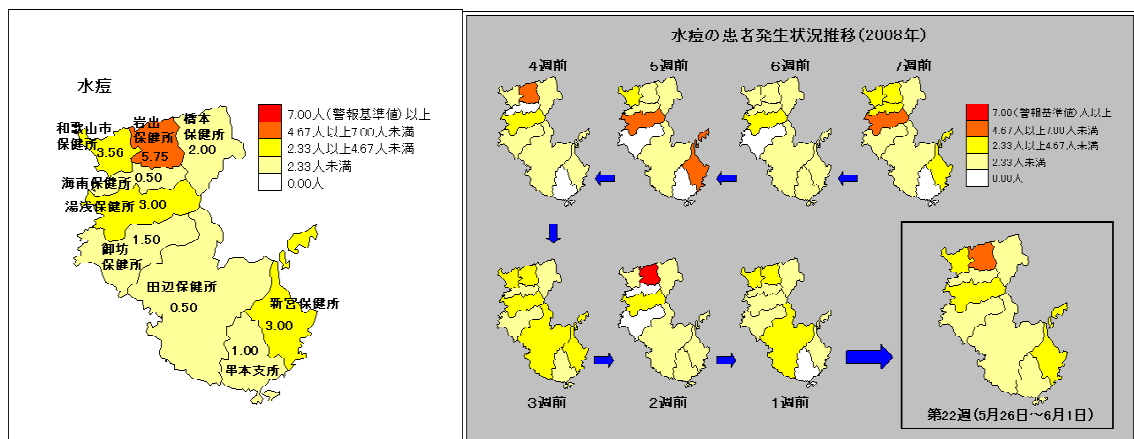 水痘
7.00人(警報基準値)以上
4.67人以上7.00人未満
2.33人以上4.67人未満
2.33人未満
0.00人
和歌山市
保健所
3.56
岩出
保健所
5.75
橋本
保健所
2.00
海南保健所
0.50
湯浅保健所
3.00
御坊
保健所
1.50
田辺保健所
0.50
新宮保健所
3.00
1.00
串本支所
水痘の患者発生状況推移(2008年)
4週前
5週前
6週前
7週前
7.00(警報基準値)人以上
4.67人以上7.00人未満
2.33人以上4.67人未満
2.33人未満
0.00人
3週前
2週前
1週前
第22週(5月26日~6月1日)